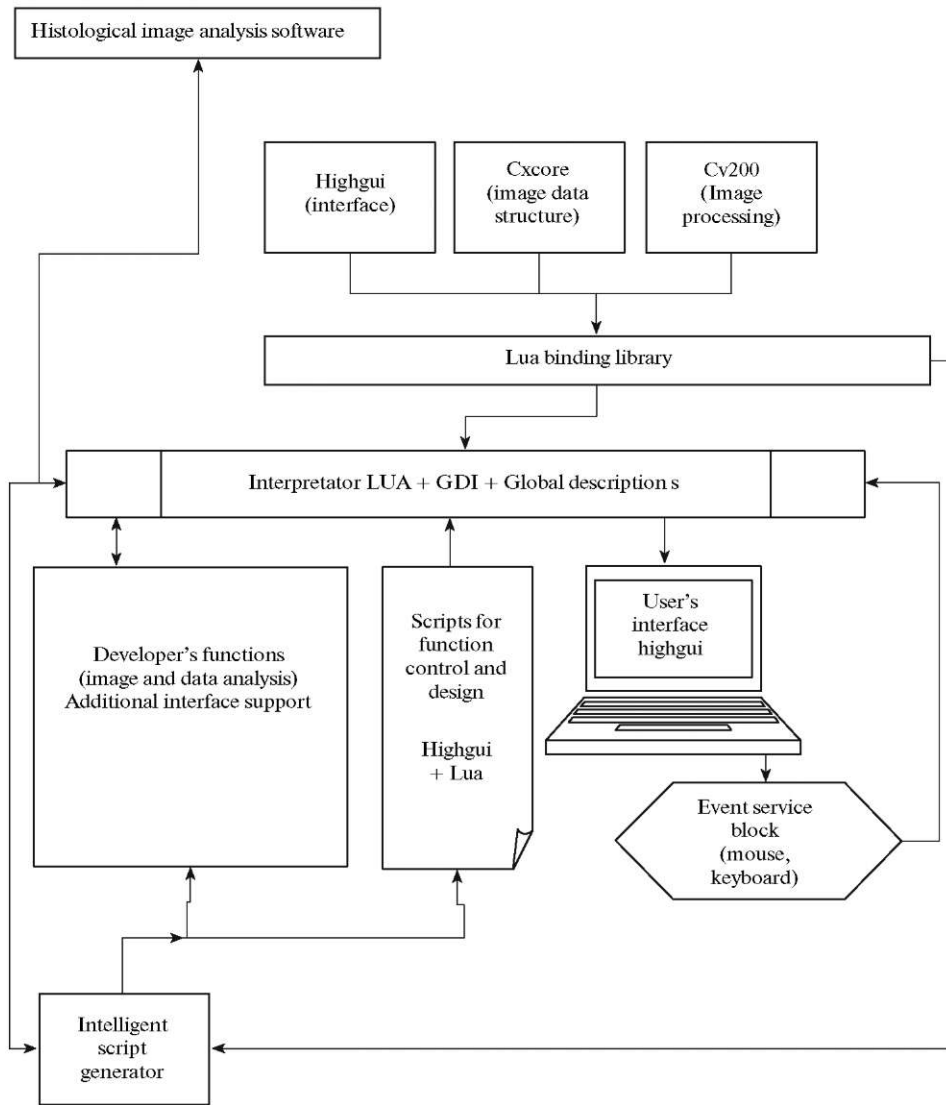 Histological image analysis software
Highgui
(interface)
Cxcore
(image data
structure)
Cv200
(Image
processing)
Lua binding library
Interpretator LUA + GDI + Global description s
Developer's functions
(image and data analysis)
Additional interface support
Scripts for
function
control and
design
Highgui
+ Lua
User's
interface
highgui
Event service
block
(mouse,
keyboard)
Intelligent
script
generator